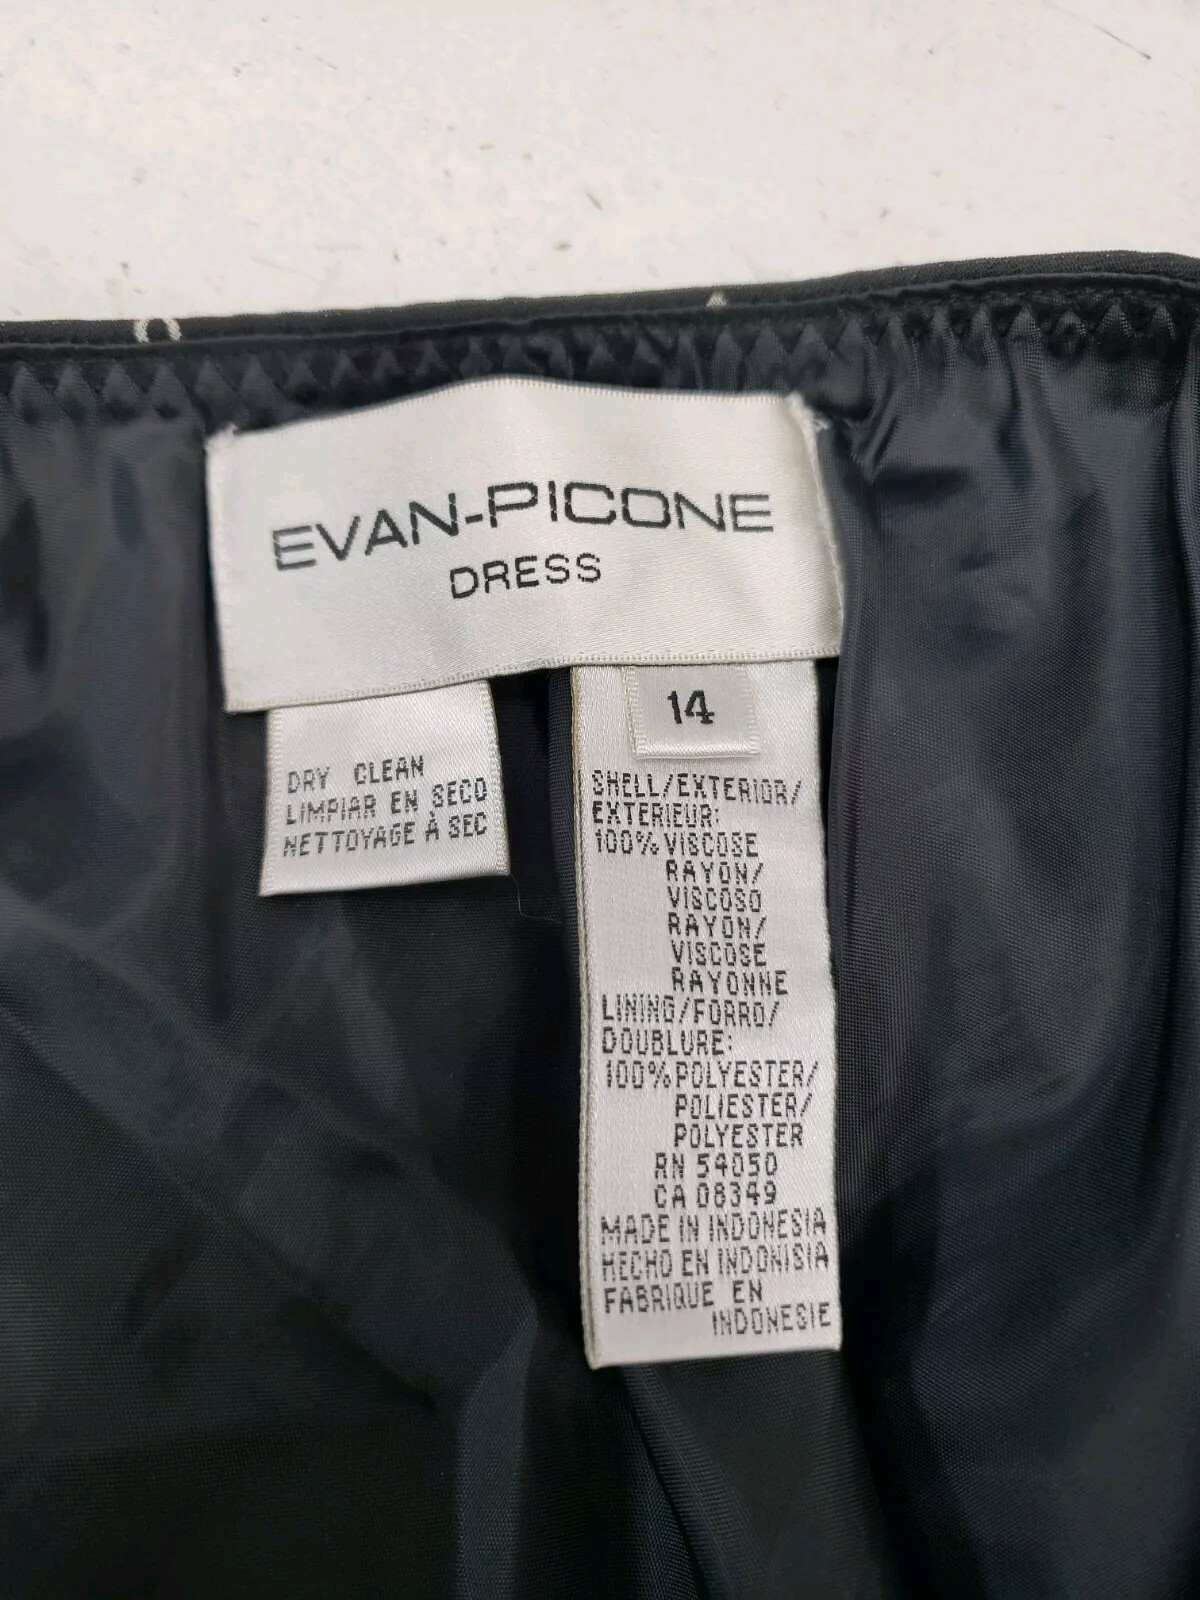 EVAN-PICONE
DRESS
DRY CLEAN
LIMPIAR EN SECO
NETTOYAGE À SEC
14
SHELL/EXTERIOR/
EXTERIEUR:
100% VISCOSE
RAYON/
VISCOSO
RAYON/
VISCOSE
RAYONNE
LINING/FORRO/
DOUBLURE:
100% POLYESTER/
POLIESTER/
POLYESTER
RN 54050
CA 08349
MADE IN INDONESIA
HECHO EN INDONISIA
FABRIQUE EN
INDONESIE